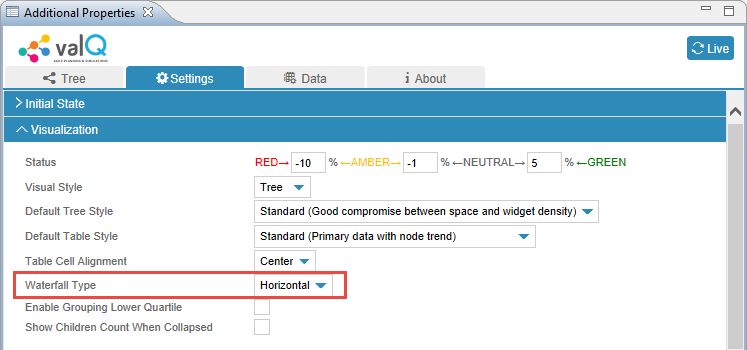 Additional Properties
valQ
AGILE PLANNING & SIMULATIONS
Live
Tree Settings Data About
Initial State
Visualization
Status RED→ -10 % ←AMBER→ -1 % ←NEUTRAL→ 5 % ←GREEN
Visual Style Tree
Default Tree Style Standard (Good compromise between space and widget density)
Default Table Style Standard (Primary data with node trend)
Table Cell Alignment Center
Waterfall Type Horizontal
Enable Grouping Lower Quartile
Show Children Count When Collapsed